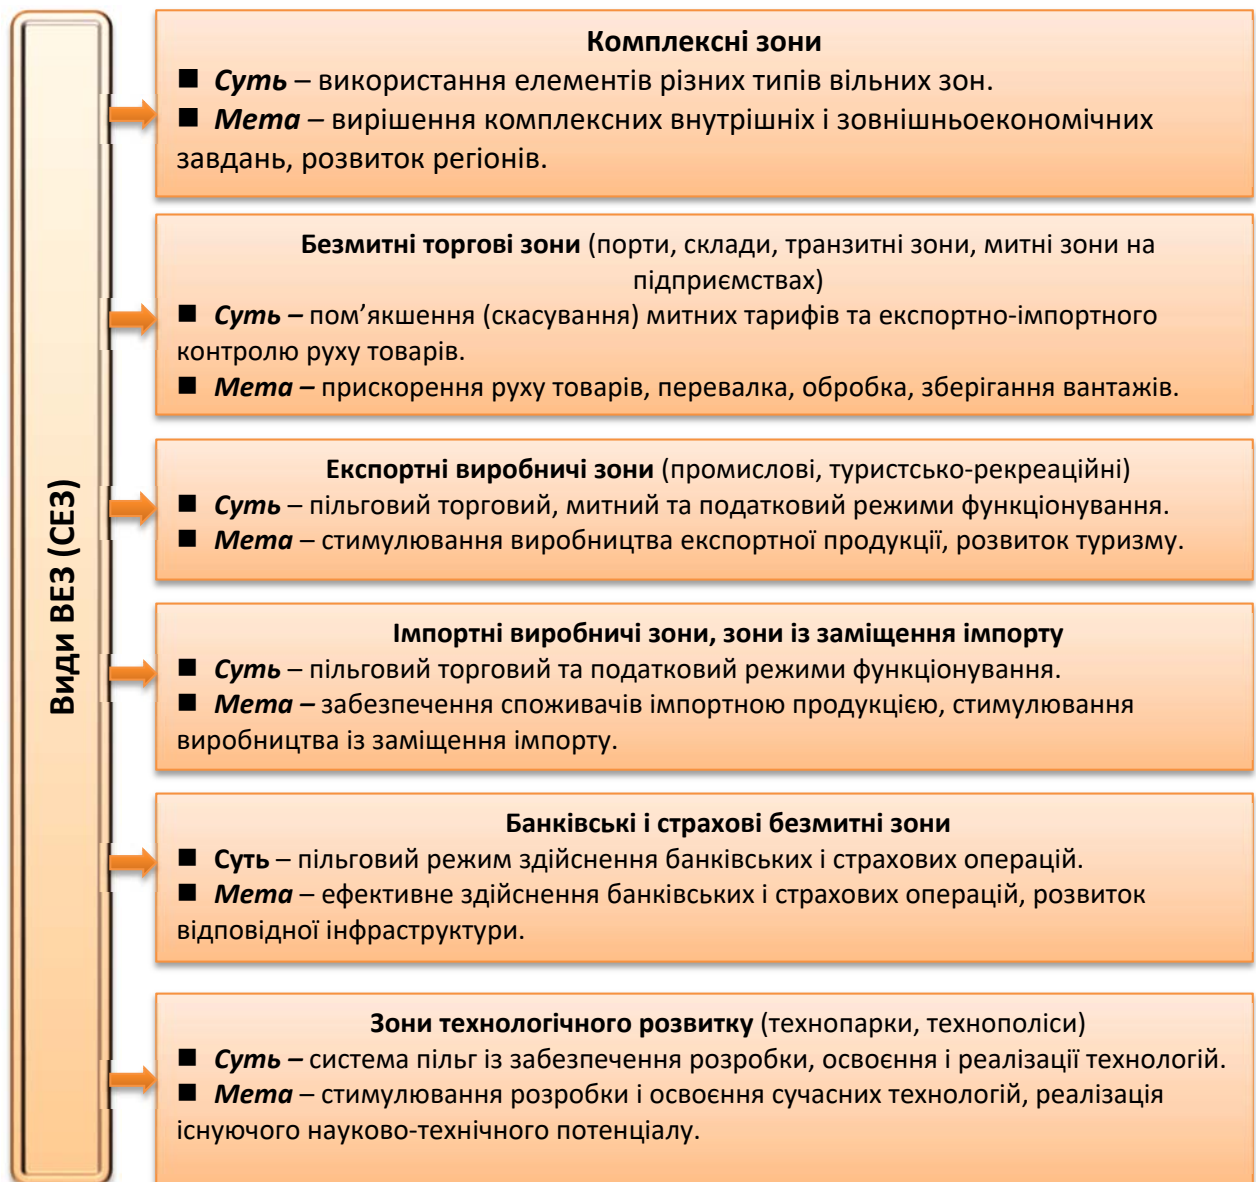 Види ВЕЗ (СЕЗ)
Комплексні зони
■ Суть – використання елементів різних типів вільних зон.
■ Мета – вирішення комплексних внутрішніх і зовнішньоекономічних
завдань, розвиток регіонів.
Безмитні торгові зони (порти, склади, транзитні зони, митні зони на
підприємствах)
■ Суть – пом’якшення (скасування) митних тарифів та експортно-імпортного
контролю руху товарів.
■ Мета – прискорення руху товарів, перевалка, обробка, зберігання вантажів.
Експортні виробничі зони (промислові, туристсько-рекреаційні)
■ Суть – пільговий торговий, митний та податковий режими функціонування.
■ Мета – стимулювання виробництва експортної продукції, розвиток туризму.
Імпортні виробничі зони, зони із заміщення імпорту
■ Суть – пільговий торговий та податковий режими функціонування.
■ Мета – забезпечення споживачів імпортною продукцією, стимулювання
виробництва із заміщення імпорту.
Банківські і страхові безмитні зони
■ Суть – пільговий режим здійснення банківських і страхових операцій.
■ Мета – ефективне здійснення банківських і страхових операцій, розвиток
відповідної інфраструктури.
Зони технологічного розвитку (технопарки, технополіси)
■ Суть – система пільг із забезпечення розробки, освоєння і реалізації технологій.
■ Мета – стимулювання розробки і освоєння сучасних технологій, реалізація
існуючого науково-технічного потенціалу.